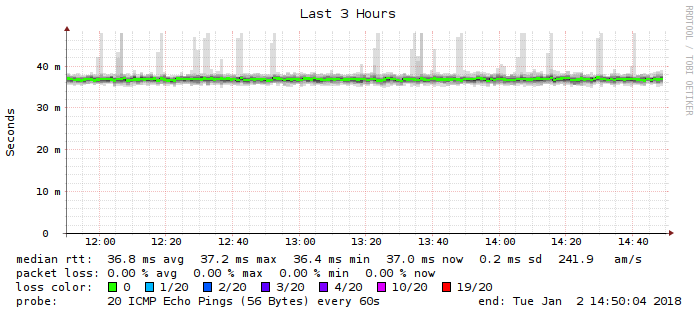 Last 3 Hours
RRDTOOL / TOBI OETIKER
Seconds
40 m
30 m
20 m
10 m
0
12:00 12:20 12:40 13:00 13:20 13:40 14:00 14:20 14:40
median rtt: 36.8 ms avg 37.2 ms max 36.4 ms min 37.0 ms now 0.2 ms sd 241.9 am/s
packet loss: 0.00 % avg 0.00 % max 0.00 % min 0.00 % now
loss color: 0 1/20 2/20 3/20 4/20 10/20 19/20
probe: 20 ICMP Echo Pings (56 Bytes) every 60s end: Tue Jan 2 14:50:04 2018